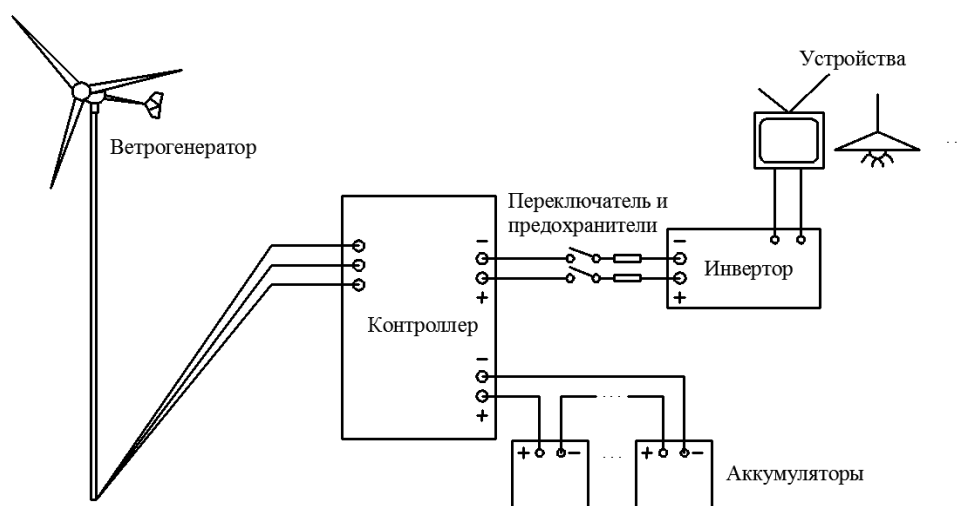 Устройства
Ветрогенератор
. . .
Переключатель и
предохранители
−
−
Инвертор
+
+
Контроллер
−
+
. . .
+ − . . . + −
Аккумуляторы